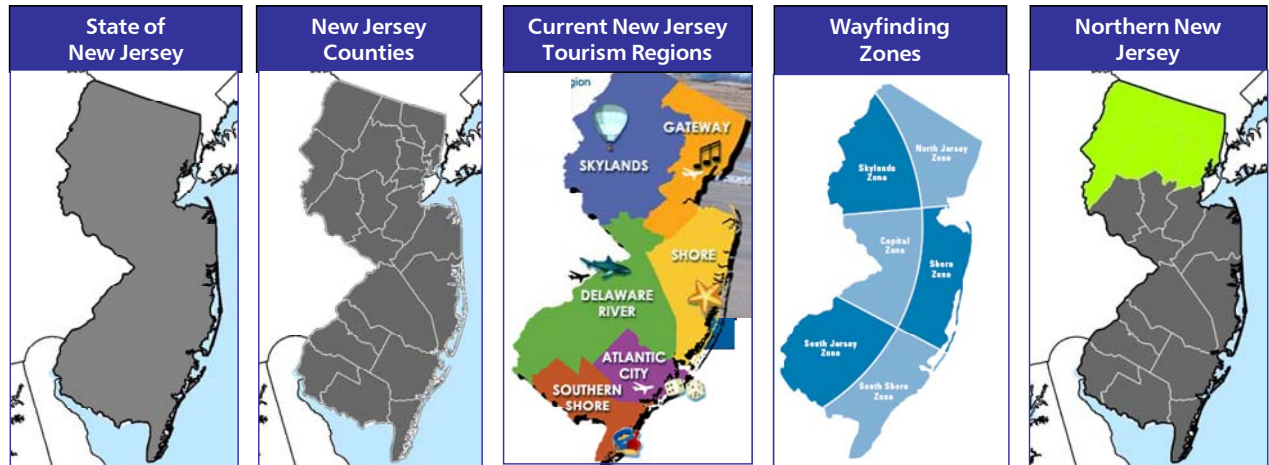 State of
New Jersey
New Jersey
Counties
Current New Jersey
Tourism Regions
Wayfinding
Zones
Northern New
Jersey
gion
GATEWAY
SKYLANDS
SHORE
DELAWARE
RIVER
ATLANTIC
CITY
SOUTHERN
SHORE
North Jersey
Zone
Skylands
Zone
Capital
Zone
Shore
Zone
South Jersey
Zone
South Shore
Zone